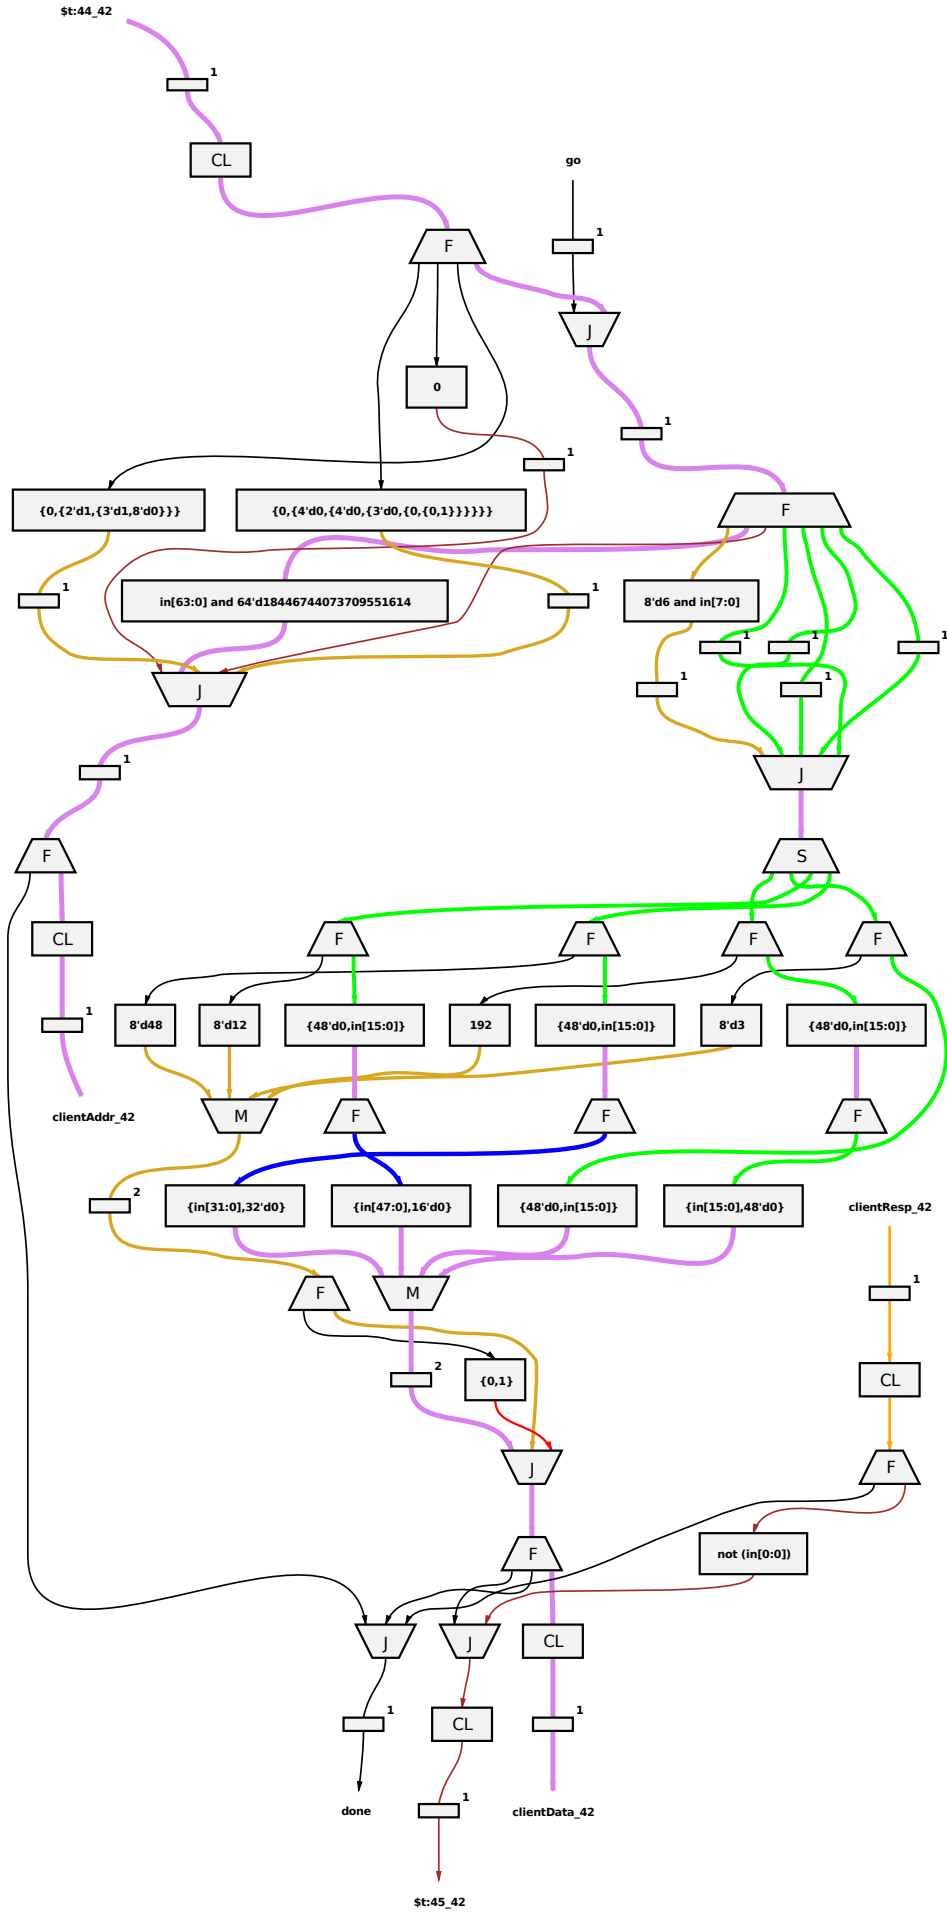 $t:44_42
1
CL
go
F
1
J
0
1
1
{0,{2'd1,{3'd1,8'd0}}}
{0,{4'd0,{4'd0,{3'd0,{0,{0,1}}}}}}
F
1
in[63:0] and 64'd18446744073709551614
1
8'd6 and in[7:0]
1
1
1
J
1
1
1
J
F
S
CL
F
F
F
F
8'd48
8'd12
{48'd0,in[15:0]}
192
{48'd0,in[15:0]}
8'd3
{48'd0,in[15:0]}
1
clientAddr_42
M
F
F
F
2
{in[31:0],32'd0}
{in[47:0],16'd0}
{48'd0,in[15:0]}
{in[15:0],48'd0}
clientResp_42
F
M
1
2
{0,1}
CL
J
F
F
not (in[0:0])
J
J
CL
1
CL
1
1
done
clientData_42
$t:45_42